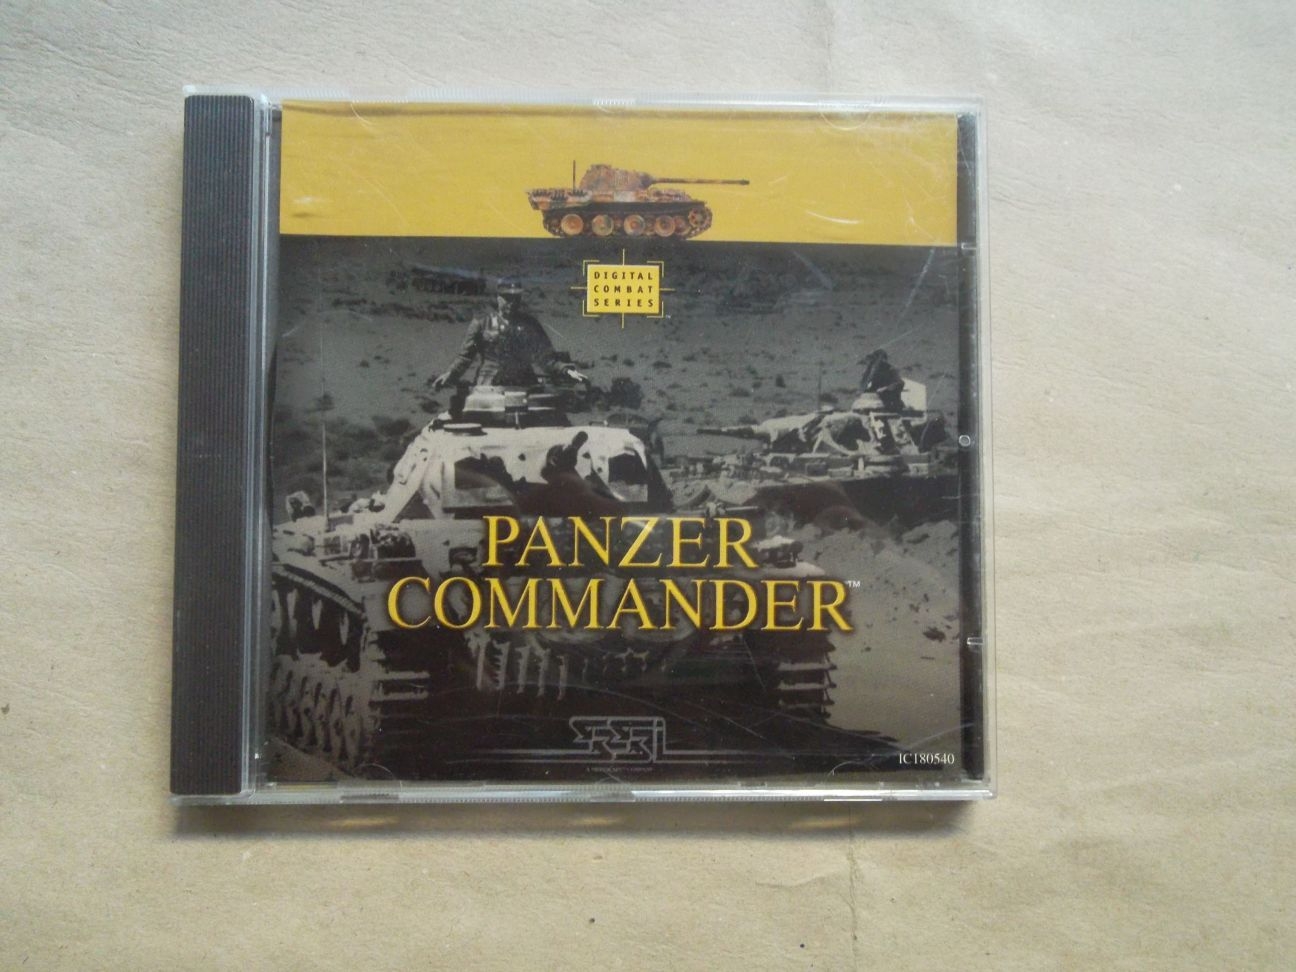 DIGITAL
COMBAT
SERIES
PANZER
COMMANDER™
SSI
IC180540